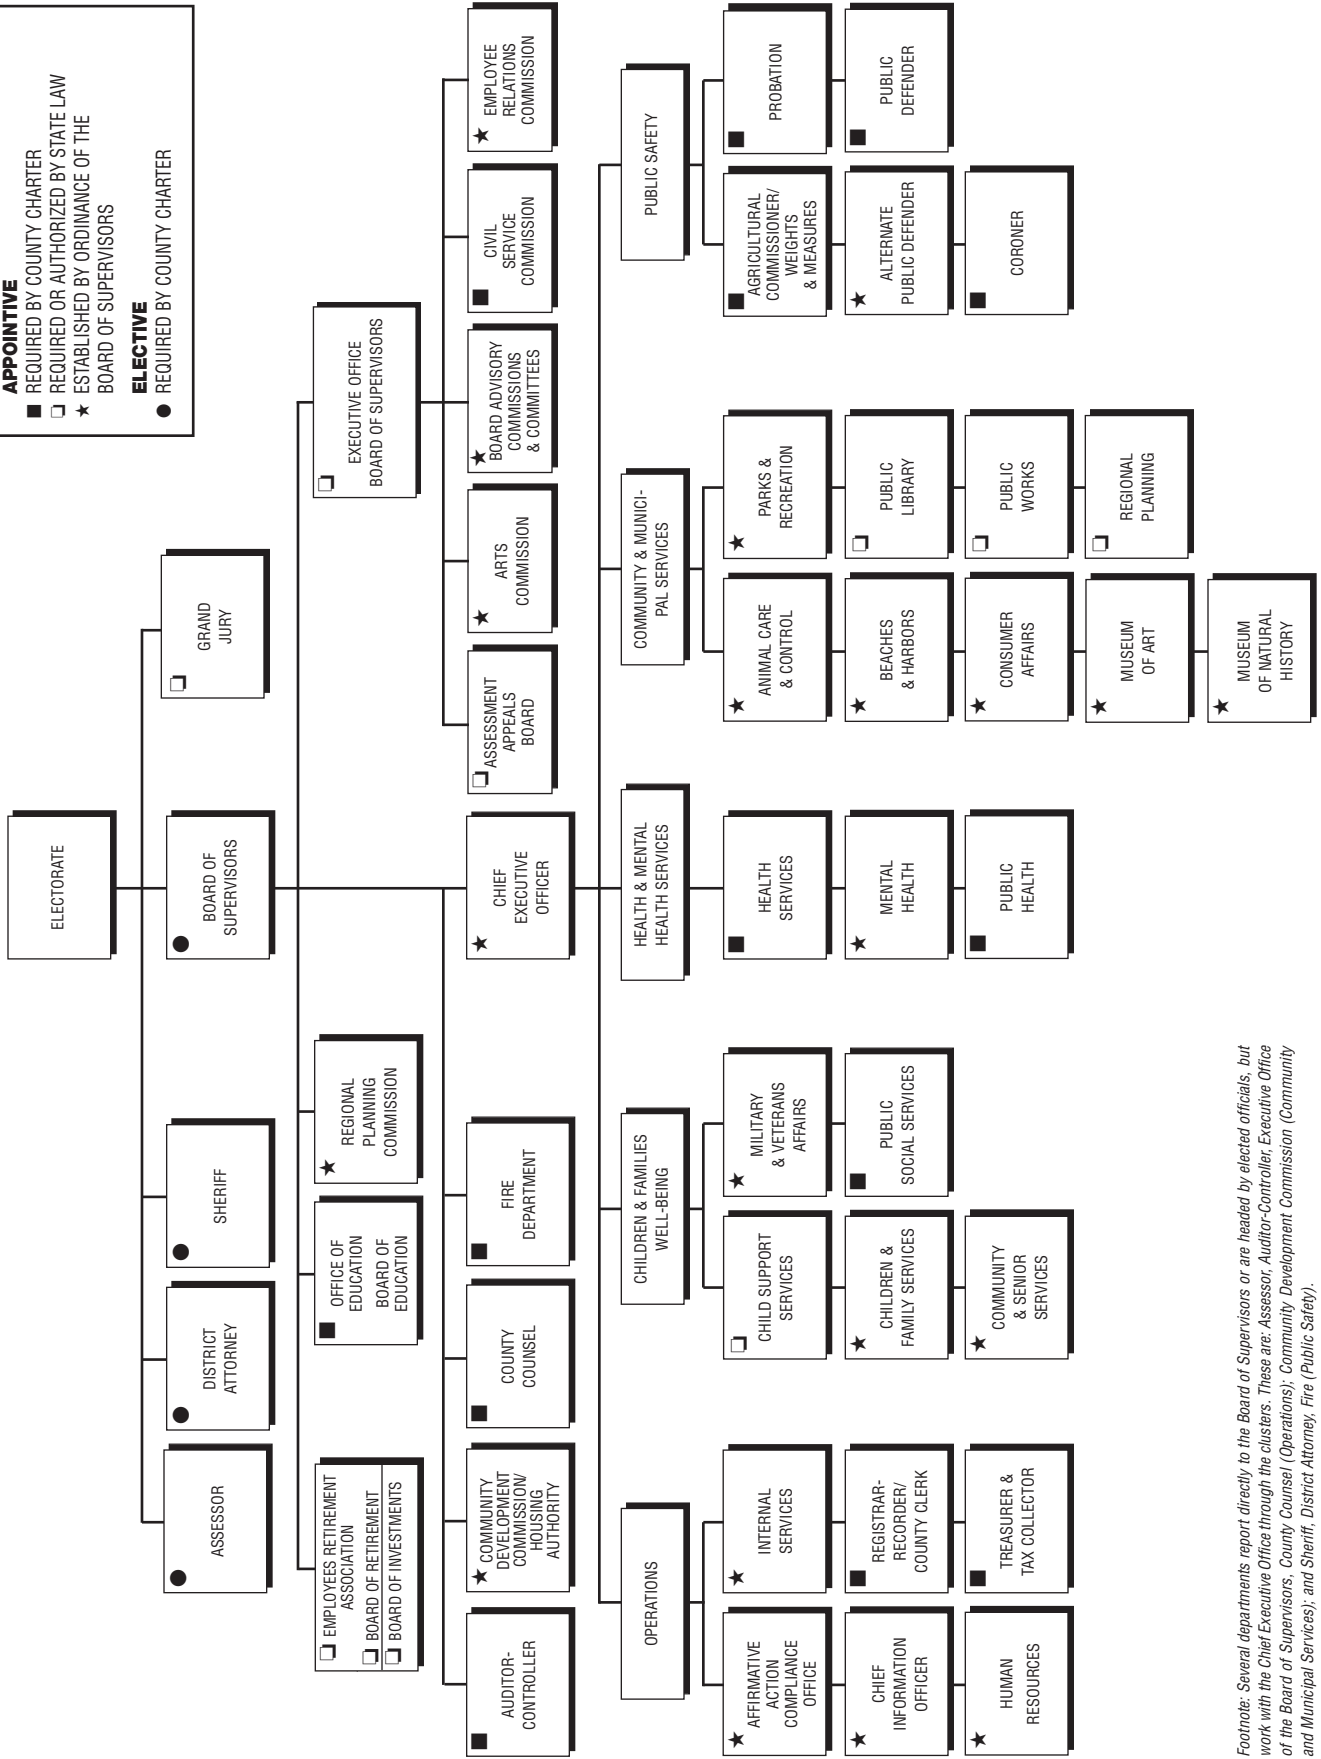 APPOINTIVE
■ REQUIRED BY COUNTY CHARTER
❏ REQUIRED OR AUTHORIZED BY STATE LAW
★ ESTABLISHED BY ORDINANCE OF THE
BOARD OF SUPERVISORS
ELECTIVE
● REQUIRED BY COUNTY CHARTER
ELECTORATE
● ASSESSOR
● DISTRICT
ATTORNEY
● SHERIFF
● BOARD OF
SUPERVISORS
❏ GRAND
JURY
❏ EMPLOYEES RETIREMENT
ASSOCIATION
❏ BOARD OF RETIREMENT
❏ BOARD OF INVESTMENTS
■ OFFICE OF
EDUCATION
BOARD OF
EDUCATION
★ REGIONAL
PLANNING
COMMISSION
❏ EXECUTIVE OFFICE
BOARD OF SUPERVISORS
■ AUDITOR-
CONTROLLER
★ COMMUNITY
DEVELOPMENT
COMMISSION/
HOUSING
AUTHORITY
■ COUNTY
COUNSEL
■ FIRE
DEPARTMENT
★ CHIEF
EXECUTIVE
OFFICER
❏ ASSESSMENT
APPEALS
BOARD
★ ARTS
COMMISSION
★ BOARD ADVISORY
COMMISSIONS
& COMMITTEES
■ CIVIL
SERVICE
COMMISSION
★ EMPLOYEE
RELATIONS
COMMISSION
OPERATIONS
★ AFFIRMATIVE
ACTION
COMPLIANCE
OFFICE
★ CHIEF
INFORMATION
OFFICER
★ HUMAN
RESOURCES
★ INTERNAL
SERVICES
■ REGISTRAR-
RECORDER/
COUNTY CLERK
■ TREASURER &
TAX COLLECTOR
CHILDREN & FAMILIES
WELL-BEING
❏ CHILD SUPPORT
SERVICES
★ CHILDREN &
FAMILY SERVICES
★ COMMUNITY
& SENIOR
SERVICES
★ MILITARY
& VETERANS
AFFAIRS
■ PUBLIC
SOCIAL SERVICES
HEALTH & MENTAL
HEALTH SERVICES
■ HEALTH
SERVICES
★ MENTAL
HEALTH
■ PUBLIC
HEALTH
COMMUNITY & MUNICI-
PAL SERVICES
★ ANIMAL CARE
& CONTROL
★ BEACHES
& HARBORS
★ CONSUMER
AFFAIRS
★ MUSEUM
OF ART
★ MUSEUM
OF NATURAL
HISTORY
★ PARKS &
RECREATION
❏ PUBLIC
LIBRARY
❏ PUBLIC
WORKS
❏ REGIONAL
PLANNING
PUBLIC SAFETY
■ AGRICULTURAL
COMMISSIONER/
WEIGHTS
& MEASURES
★ ALTERNATE
PUBLIC DEFENDER
■ CORONER
■ PROBATION
■ PUBLIC
DEFENDER
Footnote: Several departments report directly to the Board of Supervisors or are headed by elected officials, but
work with the Chief Executive Office through the clusters. These are: Assessor, Auditor-Controller, Executive Office
of the Board of Supervisors, County Counsel (Operations); Community Development Commission (Community
and Municipal Services); and Sheriff, District Attorney, Fire (Public Safety).